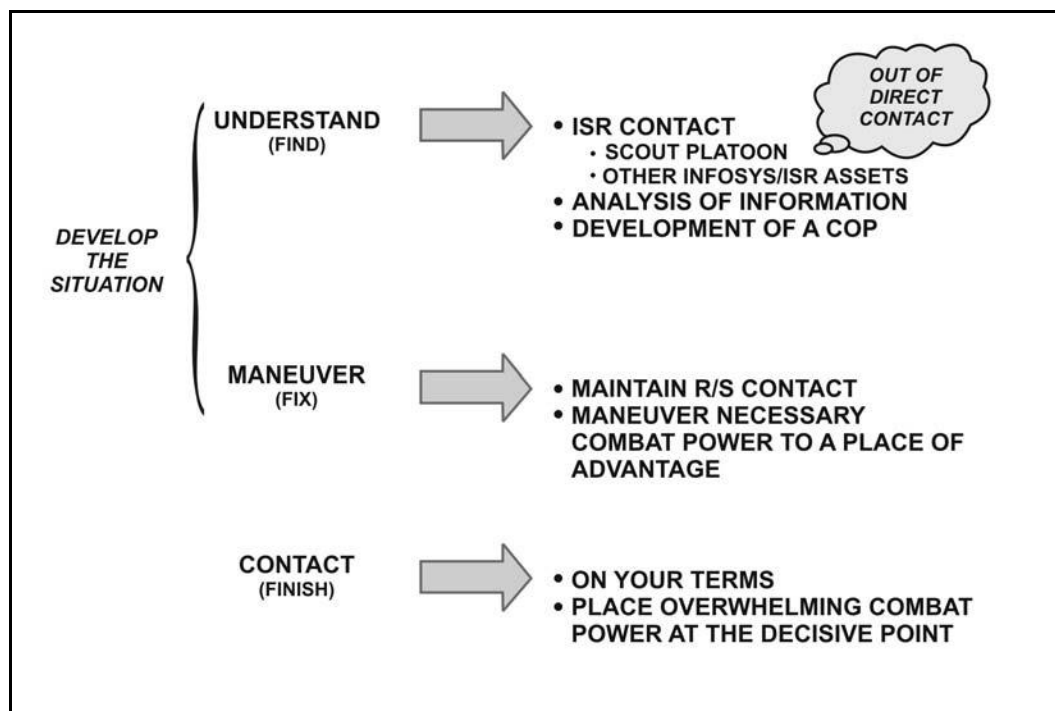 OUT OF
DIRECT
CONTACT
UNDERSTAND
(FIND)
• ISR CONTACT
• SCOUT PLATOON
• OTHER INFOSYS/ISR ASSETS
• ANALYSIS OF INFORMATION
• DEVELOPMENT OF A COP
DEVELOP
THE
SITUATION
MANEUVER
(FIX)
• MAINTAIN R/S CONTACT
• MANEUVER NECESSARY
COMBAT POWER TO A PLACE OF
ADVANTAGE
CONTACT
(FINISH)
• ON YOUR TERMS
• PLACE OVERWHELMING COMBAT
POWER AT THE DECISIVE POINT